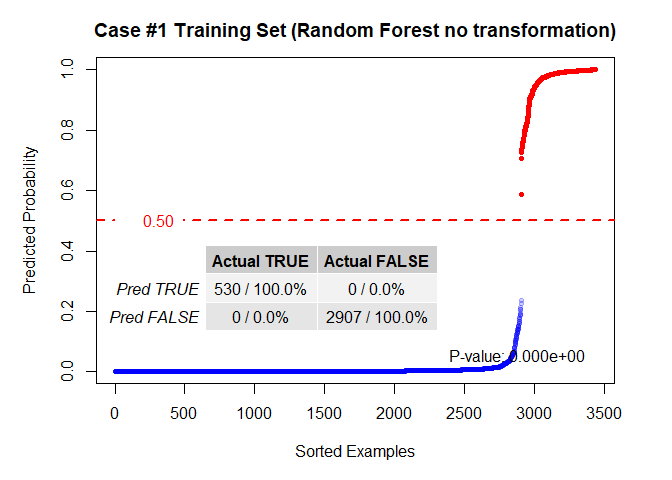 Case #1 Training Set (Random Forest no transformation)
Predicted Probability
1.0
0.8
0.6
0.4
0.2
0.0
0.50
Actual TRUE Actual FALSE
Pred TRUE 530 / 100.0% 0 / 0.0%
Pred FALSE 0 / 0.0% 2907 / 100.0%
P-value: 0.000e+00
0 500 1000 1500 2000 2500 3000 3500
Sorted Examples